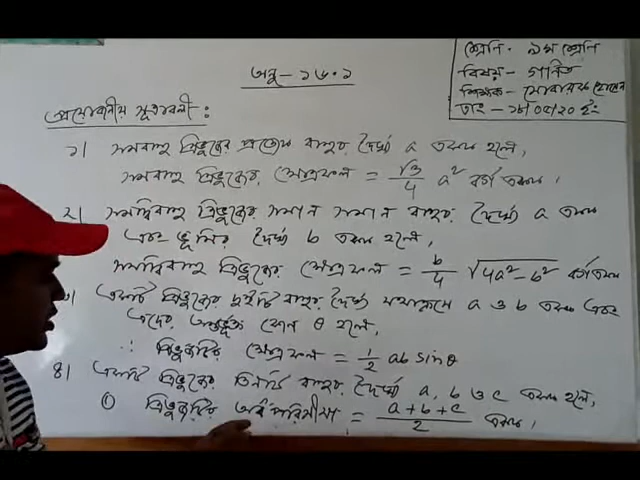 শ্রেণি- ৯ম শ্রেণি
বিষয়- গণিত
শিক্ষক- মোবারক হোসেন
তাং- ১৮/০৫/২০ ইং
অনু - ১৬.১
প্রয়োজনীয় সূত্রাবলী :
১। সমবাহু ত্রিভুজের প্রত্যেক বাহুর দৈর্ঘ্য a একক হলে,
সমবাহু ত্রিভুজের ক্ষেত্রফল = √3/4 a² বর্গ একক।
২। সমদ্বিবাহু ত্রিভুজের সমান সমান বাহুর দৈর্ঘ্য a একক
এবং ভূমির দৈর্ঘ্য b একক হলে,
সমদ্বিবাহু ত্রিভুজের ক্ষেত্রফল = b/4 √4a²-b² বর্গ একক
একটি ত্রিভুজের দুইটি বাহুর দৈর্ঘ্য যথাক্রমে a ও b একক এবং
এদের অন্তর্ভুক্ত কোণ θ হলে,
∴ ত্রিভুজটির ক্ষেত্রফল = 1/2 ab sinθ
৪। একটি ত্রিভুজের তিনটি বাহুর দৈর্ঘ্য a, b ও c একক হলে,
① ত্রিভুজটির অর্ধপরিসীমা = a+b+c/2 একক।